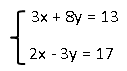 3x + 8y = 13
2x - 3y = 17